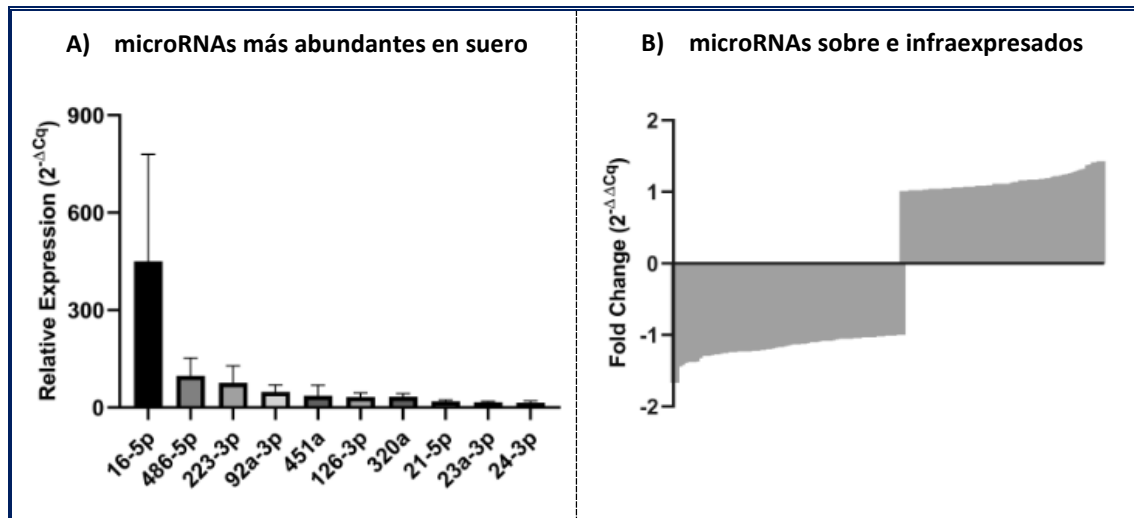 A) microRNAs más abundantes en suero
Relative Expression (2^-ΔCq)
900
600
300
0
16-5p
486-5p
223-3p
92a-3p
451a
126-3p
320a
21-5p
23a-3p
24-3p
B) microRNAs sobre e infraexpresados
Fold Change (2^-ΔΔCq)
2
1
0
-1
-2